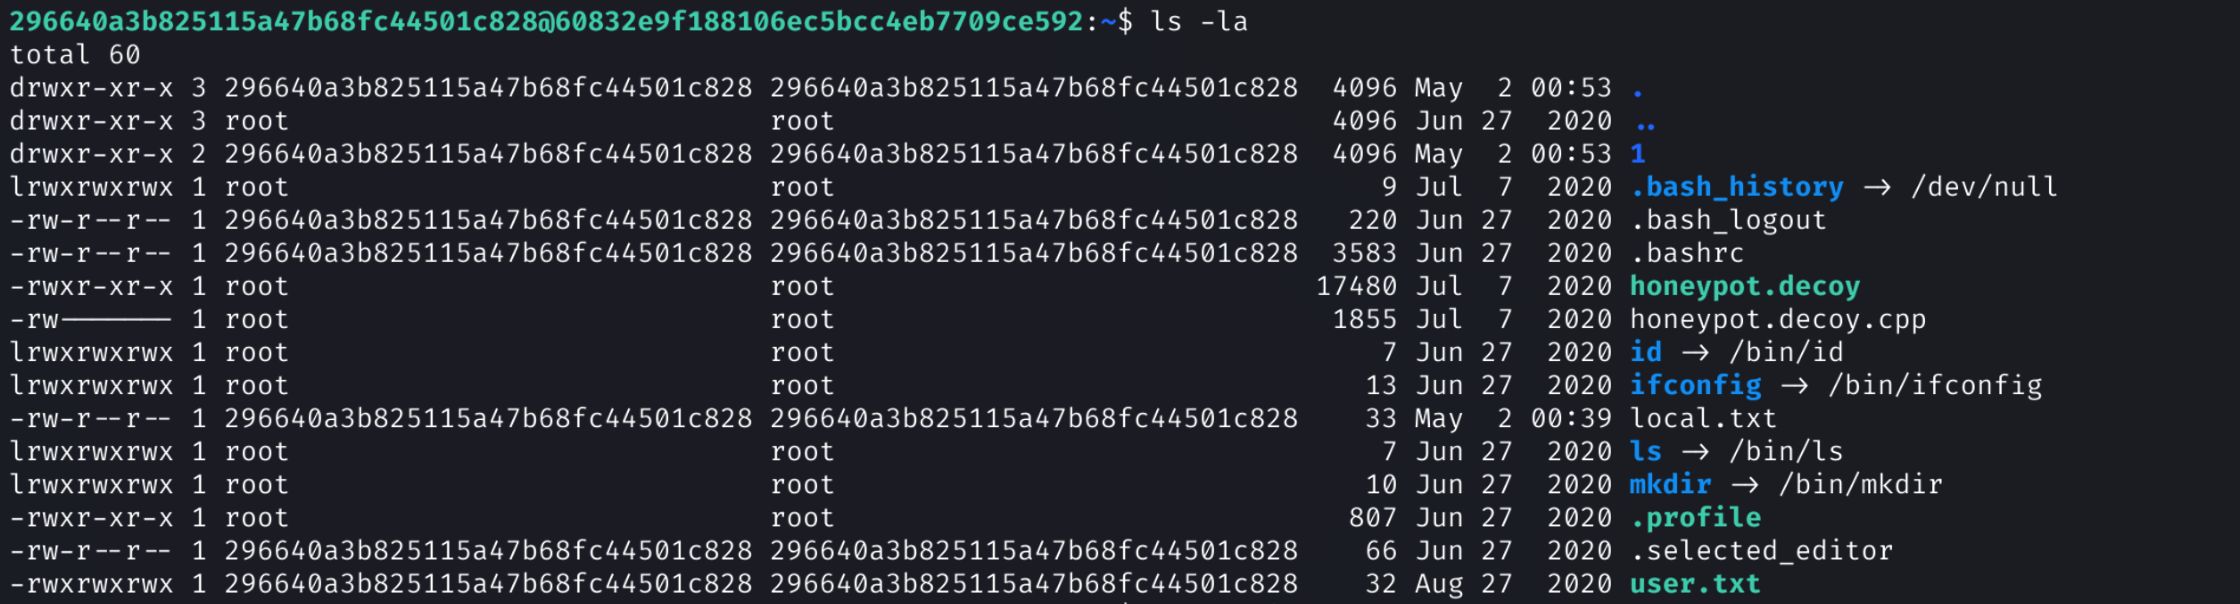 296640a3b825115a47b68fc44501c828@60832e9f188106ec5bcc4eb7709ce592:~$ ls -la
total 60
drwxr-xr-x 3 296640a3b825115a47b68fc44501c828 296640a3b825115a47b68fc44501c828  4096 May  2 00:53 .
drwxr-xr-x 3 root                             root                              4096 Jun 27  2020 ..
drwxr-xr-x 2 296640a3b825115a47b68fc44501c828 296640a3b825115a47b68fc44501c828  4096 May  2 00:53 1
lrwxrwxrwx 1 root                             root                                 9 Jul  7  2020 .bash_history → /dev/null
-rw-r--r-- 1 296640a3b825115a47b68fc44501c828 296640a3b825115a47b68fc44501c828   220 Jun 27  2020 .bash_logout
-rw-r--r-- 1 296640a3b825115a47b68fc44501c828 296640a3b825115a47b68fc44501c828  3583 Jun 27  2020 .bashrc
-rwxr-xr-x 1 root                             root                             17480 Jul  7  2020 honeypot.decoy
-rw------- 1 root                             root                              1855 Jul  7  2020 honeypot.decoy.cpp
lrwxrwxrwx 1 root                             root                                 7 Jun 27  2020 id → /bin/id
lrwxrwxrwx 1 root                             root                                13 Jun 27  2020 ifconfig → /bin/ifconfig
-rw-r--r-- 1 296640a3b825115a47b68fc44501c828 296640a3b825115a47b68fc44501c828    33 May  2 00:39 local.txt
lrwxrwxrwx 1 root                             root                                 7 Jun 27  2020 ls → /bin/ls
lrwxrwxrwx 1 root                             root                                10 Jun 27  2020 mkdir → /bin/mkdir
-rwxr-xr-x 1 root                             root                               807 Jun 27  2020 .profile
-rw-r--r-- 1 296640a3b825115a47b68fc44501c828 296640a3b825115a47b68fc44501c828    66 Jun 27  2020 .selected_editor
-rwxrwxrwx 1 296640a3b825115a47b68fc44501c828 296640a3b825115a47b68fc44501c828    32 Aug 27  2020 user.txt